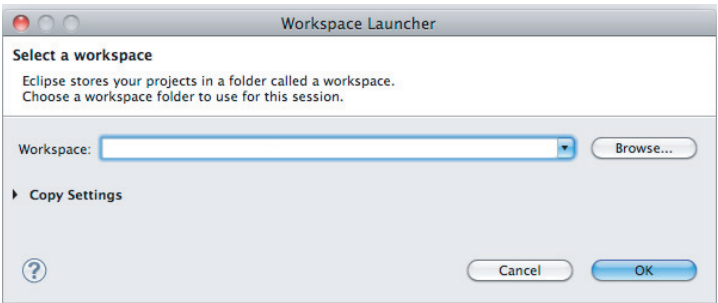 Workspace Launcher
Select a workspace
Eclipse stores your projects in a folder called a workspace.
Choose a workspace folder to use for this session.
Workspace:
Browse...
Copy Settings
?
Cancel
OK